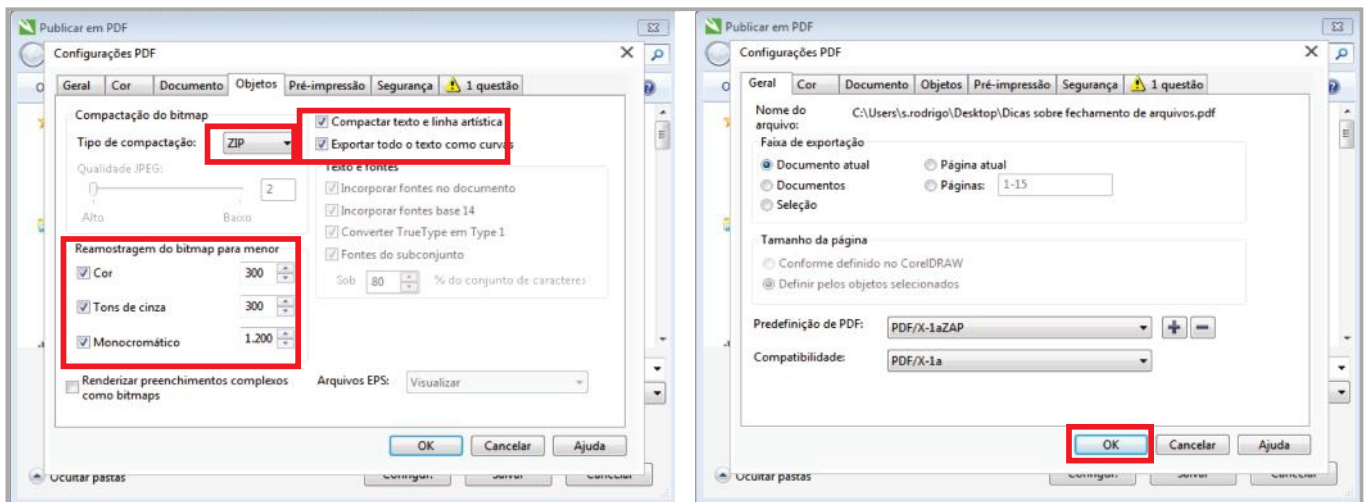 Publicar em PDF
Configurações PDF
Geral Cor Documento Objetos Pré-impressão Segurança 1 questão
Compactação do bitmap
Tipo de compactação: ZIP
Qualidade JPEG:
2
Alto Baixo
Compactar texto e linha artística
Exportar todo o texto como curvas
Texto e fontes
Incorporar fontes no documento
Incorporar fontes base 14
Converter TrueType em Type 1
Fontes do subconjunto
Sob 80 % do conjunto de caracteres
Reamostragem do bitmap para menor
Cor 300
Tons de cinza 300
Monocromático 1.200
Renderizar preenchimentos complexos
como bitmaps
Arquivos EPS: Visualizar
OK Cancelar Ajuda
Ocultar pastas Configur. Salvar Cancelar
Publicar em PDF
Configurações PDF
Geral Cor Documento Objetos Pré-impressão Segurança 1 questão
Nome do
arquivo:
C:\Users\s.rodrigo\Desktop\Dicas sobre fechamento de arquivos.pdf
Faixa de exportação
Documento atual Página atual
Documentos Páginas: 1-15
Seleção
Tamanho da página
Conforme definido no CorelDRAW
Definir pelos objetos selecionados
Predefinição de PDF: PDF/X-1aZAP
Compatibilidade: PDF/X-1a
OK Cancelar Ajuda
Ocultar pastas Configur. Salvar Cancelar